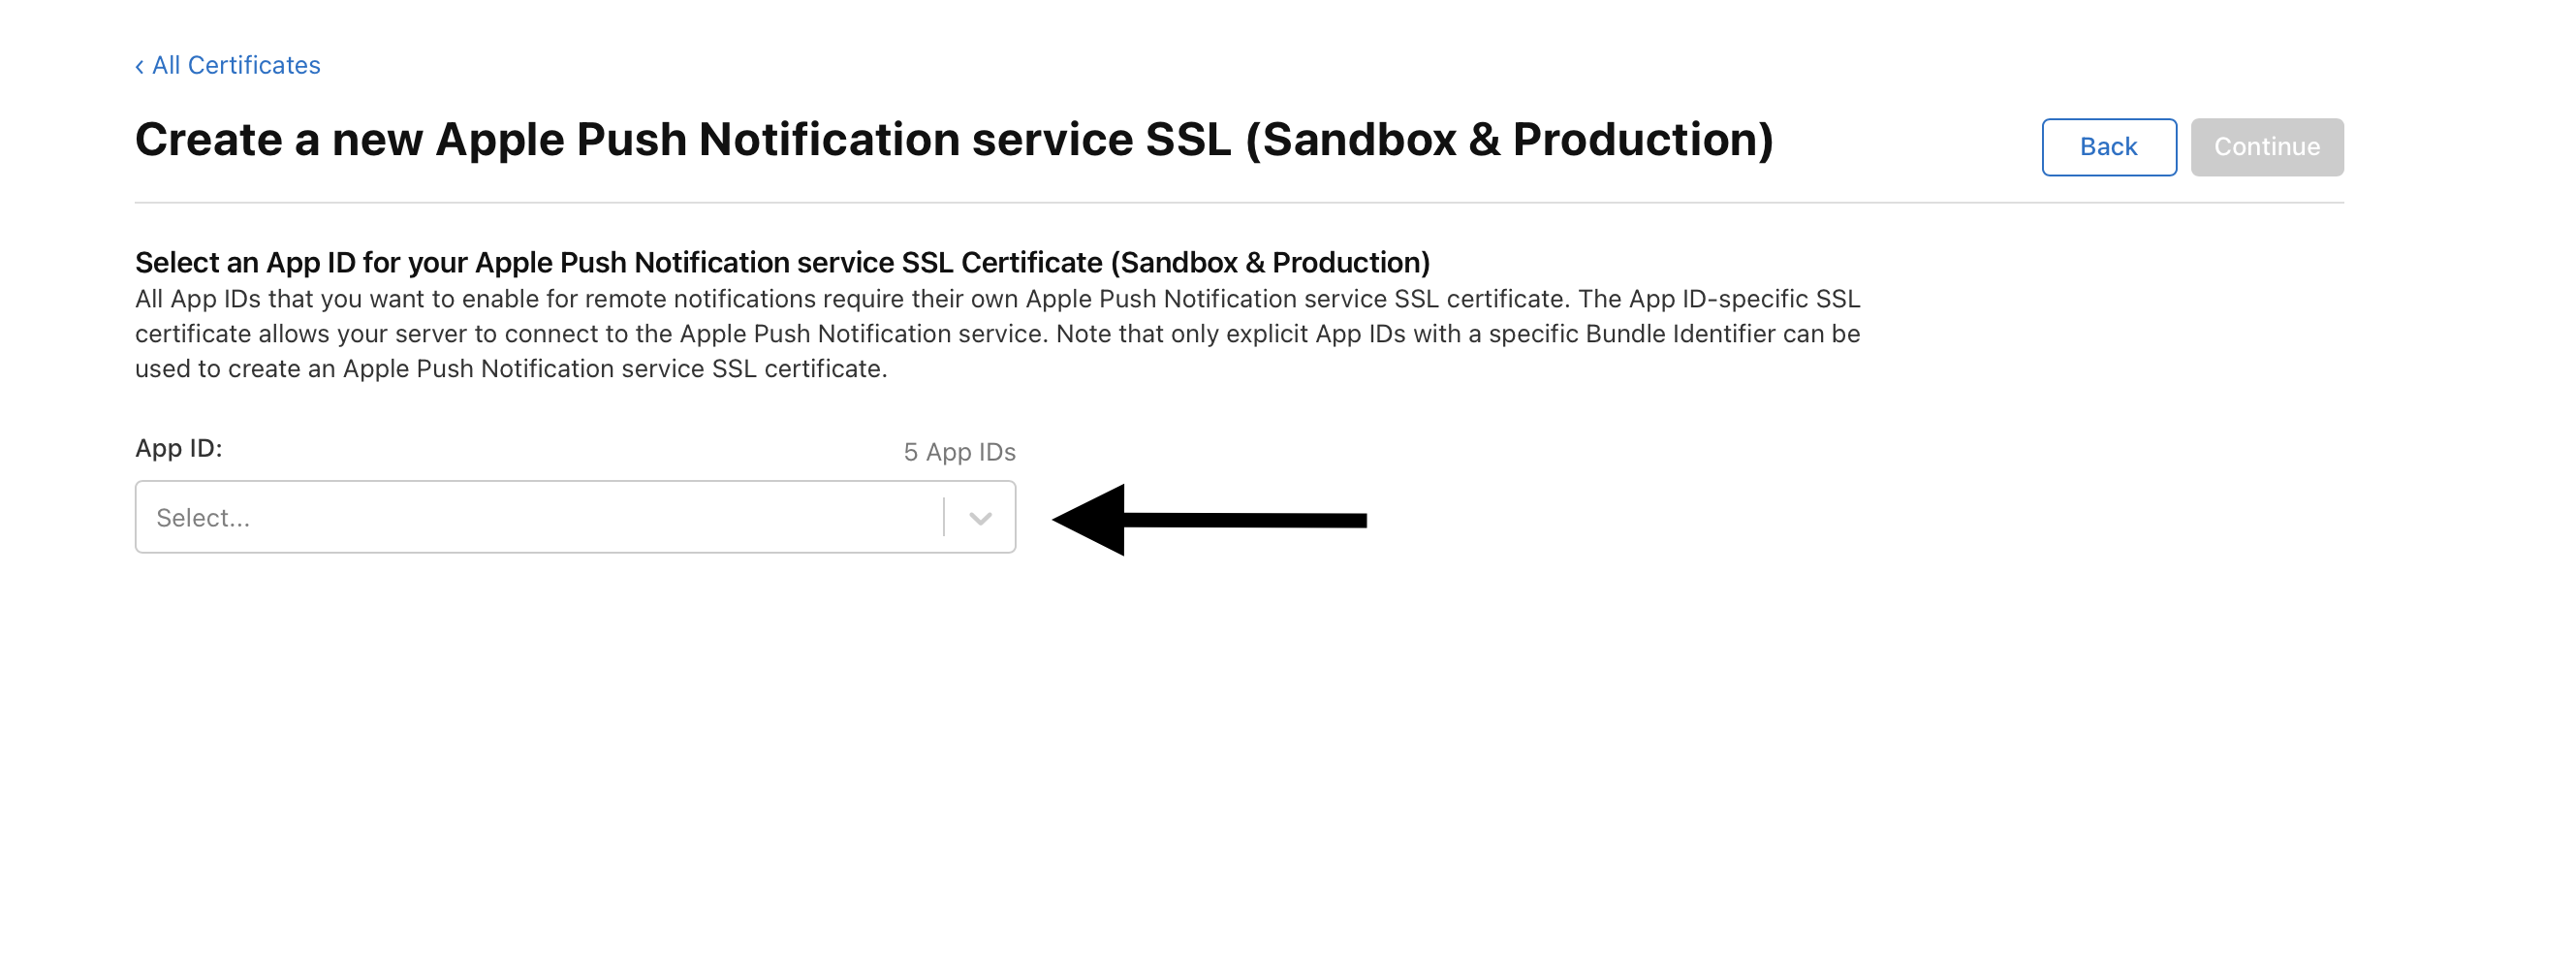 ‹ All Certificates
Create a new Apple Push Notification service SSL (Sandbox & Production)
Back
Continue
Select an App ID for your Apple Push Notification service SSL Certificate (Sandbox & Production)
All App IDs that you want to enable for remote notifications require their own Apple Push Notification service SSL certificate. The App ID-specific SSL
certificate allows your server to connect to the Apple Push Notification service. Note that only explicit App IDs with a specific Bundle Identifier can be
used to create an Apple Push Notification service SSL certificate.
App ID:
5 App IDs
Select...